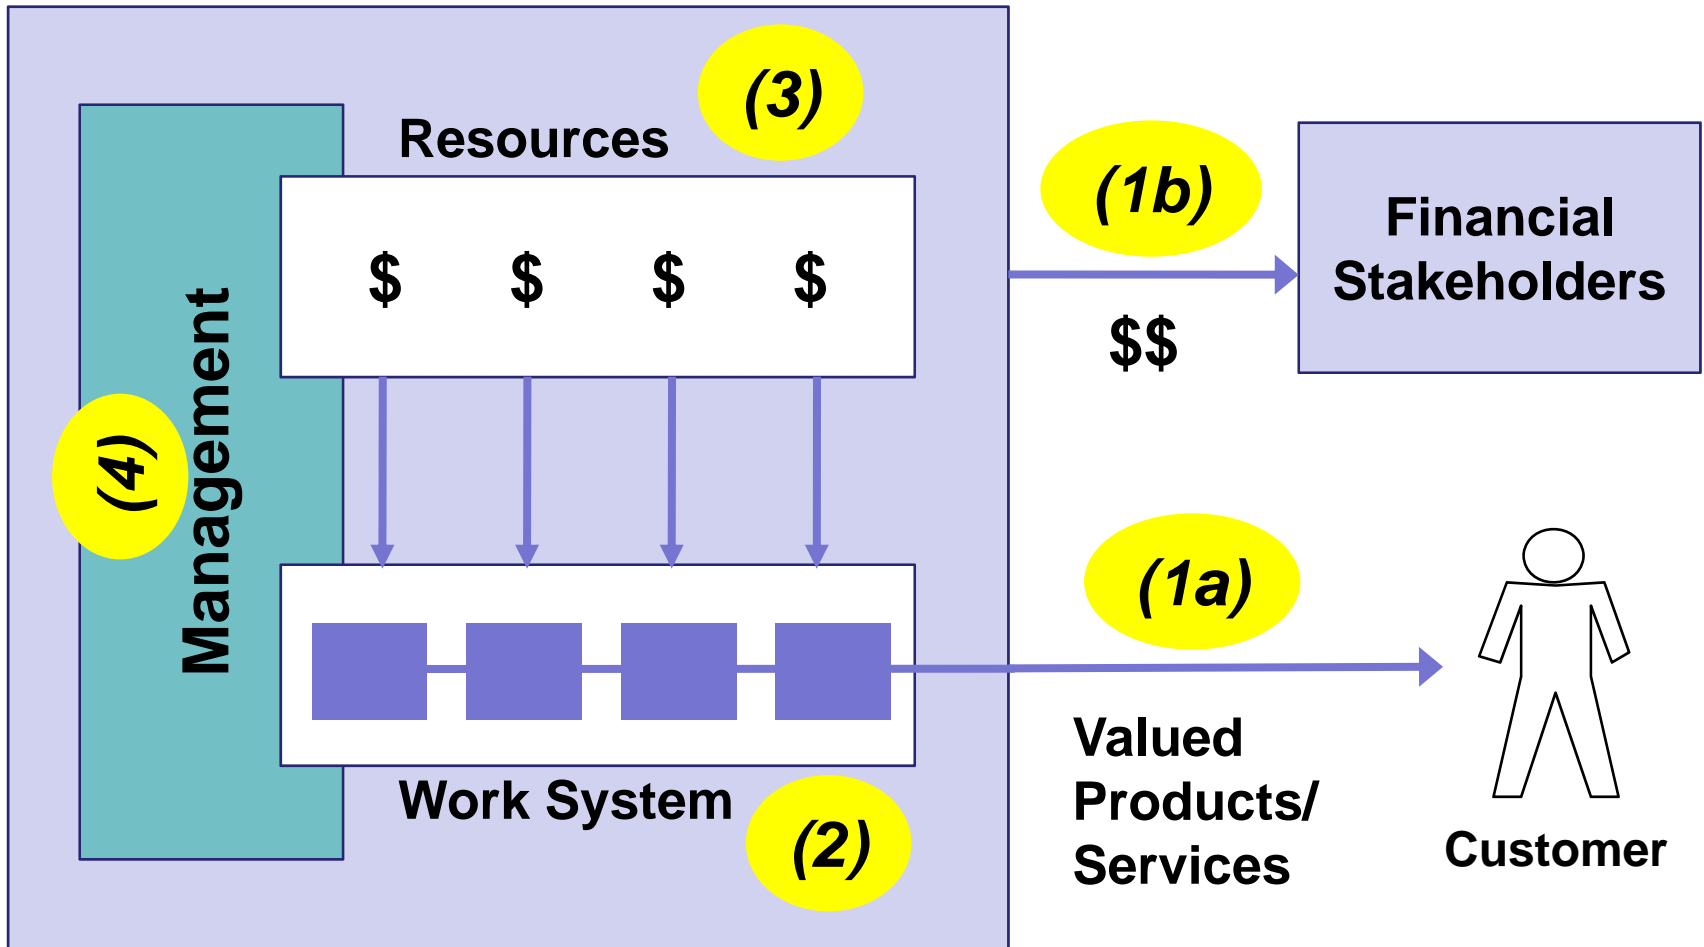 (3)
Resources
$ $ $ $
(1b)
Financial
Stakeholders
$$
Management
(4)
(1a)
Valued
Products/
Services
Customer
Work System
(2)